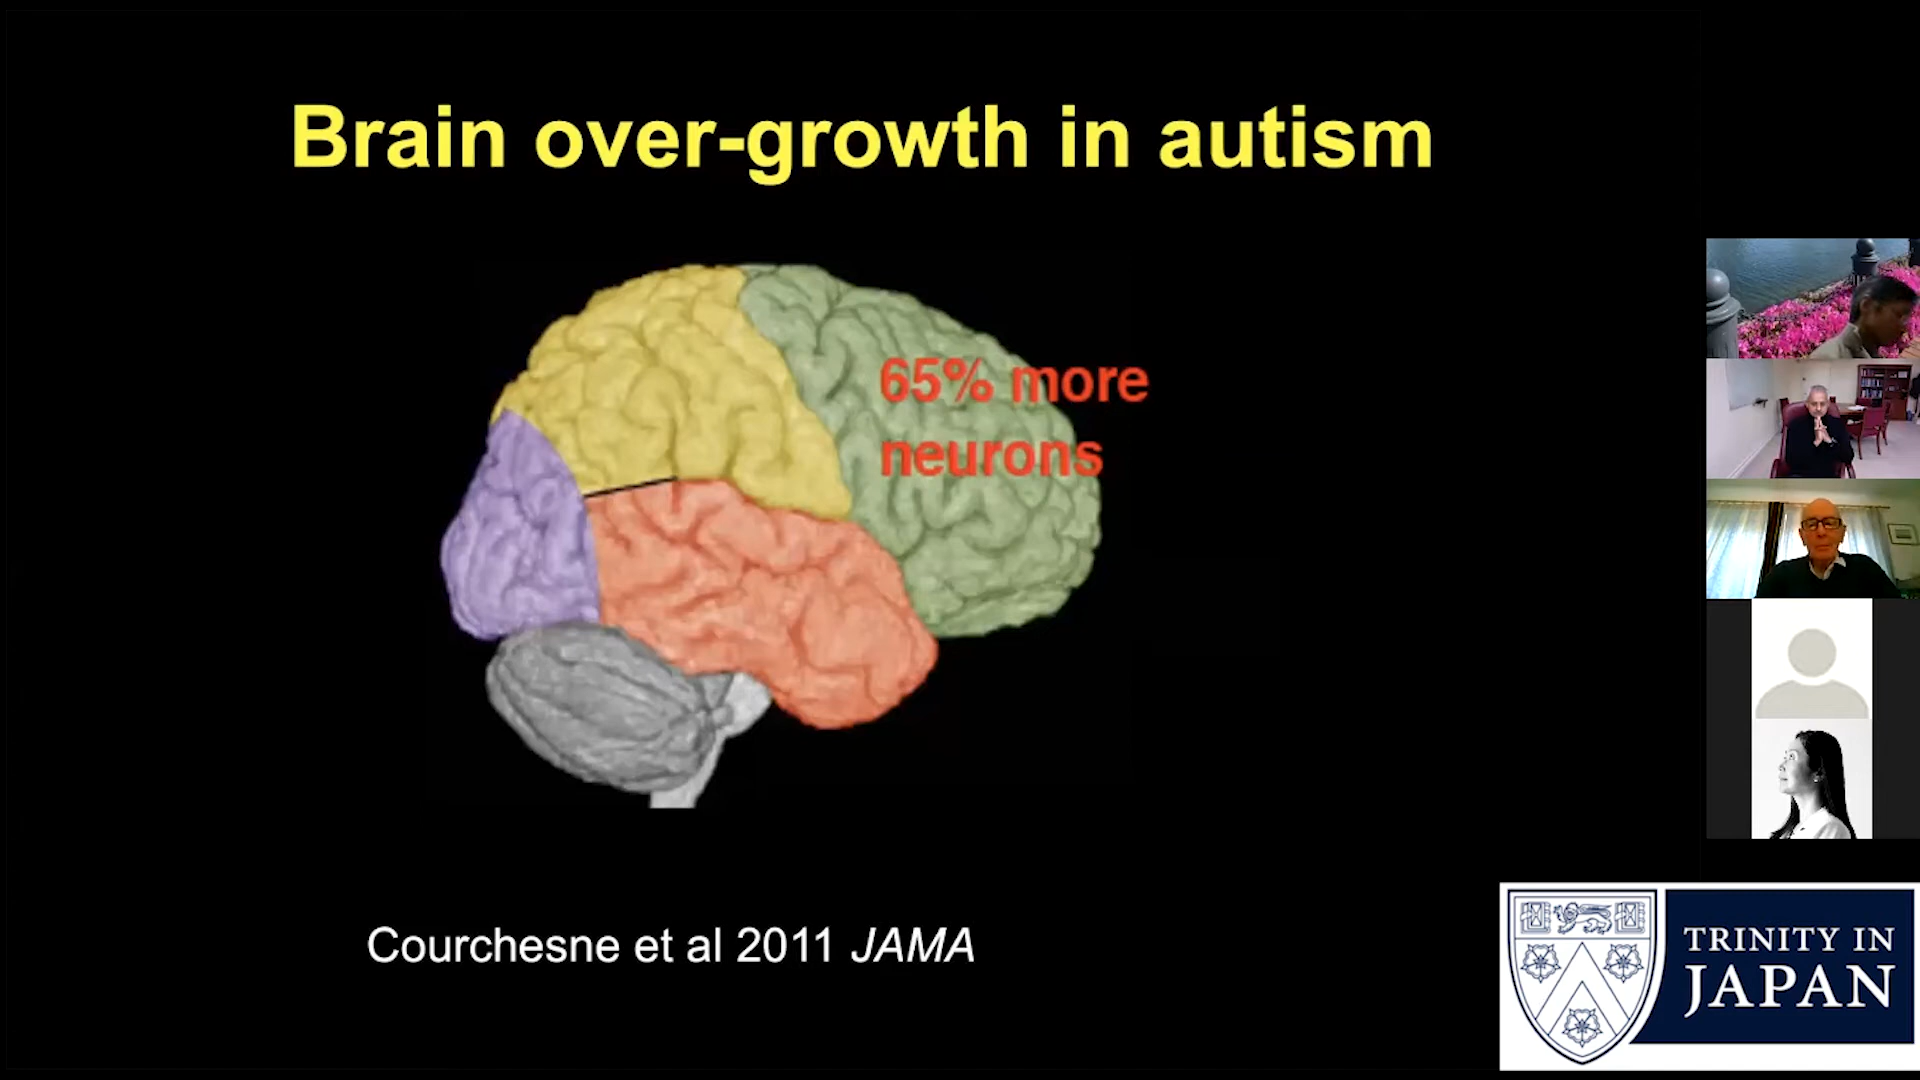 Brain over-growth in autism
65% more
neurons
Courchesne et al 2011 JAMA
TRINITY IN
JAPAN